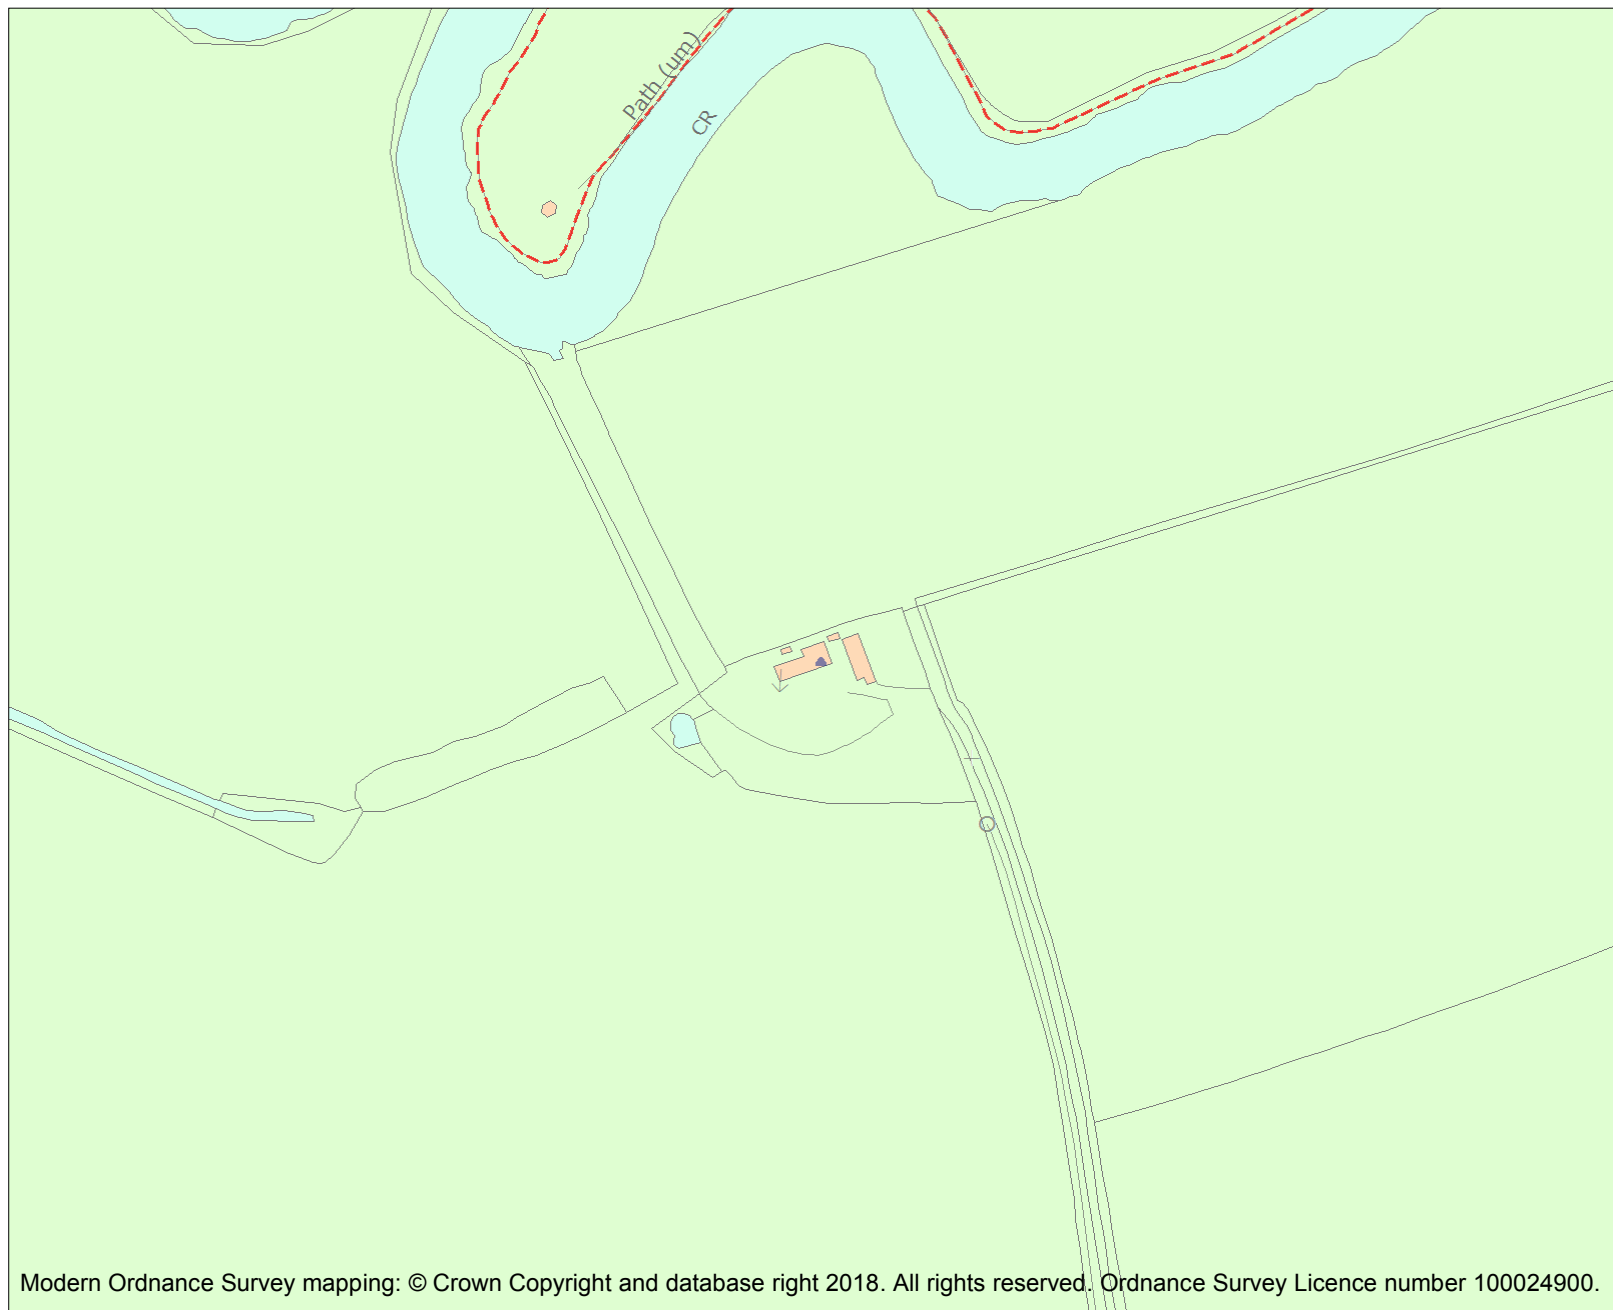 Path (um)
CR
Modern Ordnance Survey mapping: © Crown Copyright and database right 2018. All rights reserved. Ordnance Survey Licence number 100024900.